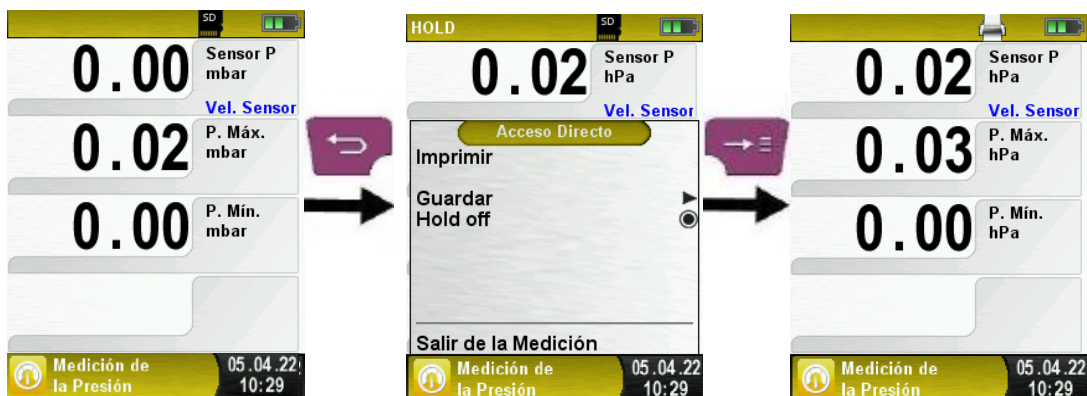 SD
0.00 Sensor P
mbar
Vel. Sensor
0.02 P. Máx.
mbar
0.00 P. Mín.
mbar
Medición de
la Presión
05.04.22
10:29
HOLD
SD
0.02 Sensor P
hPa
Vel. Sensor
Acceso Directo
Imprimir
Guardar
Hold off
Salir de la Medición
Medición de
la Presión
05.04.22
10:29
0.02 Sensor P
hPa
Vel. Sensor
0.03 P. Máx.
hPa
0.00 P. Mín.
hPa
Medición de
la Presión
05.04.22
10:29